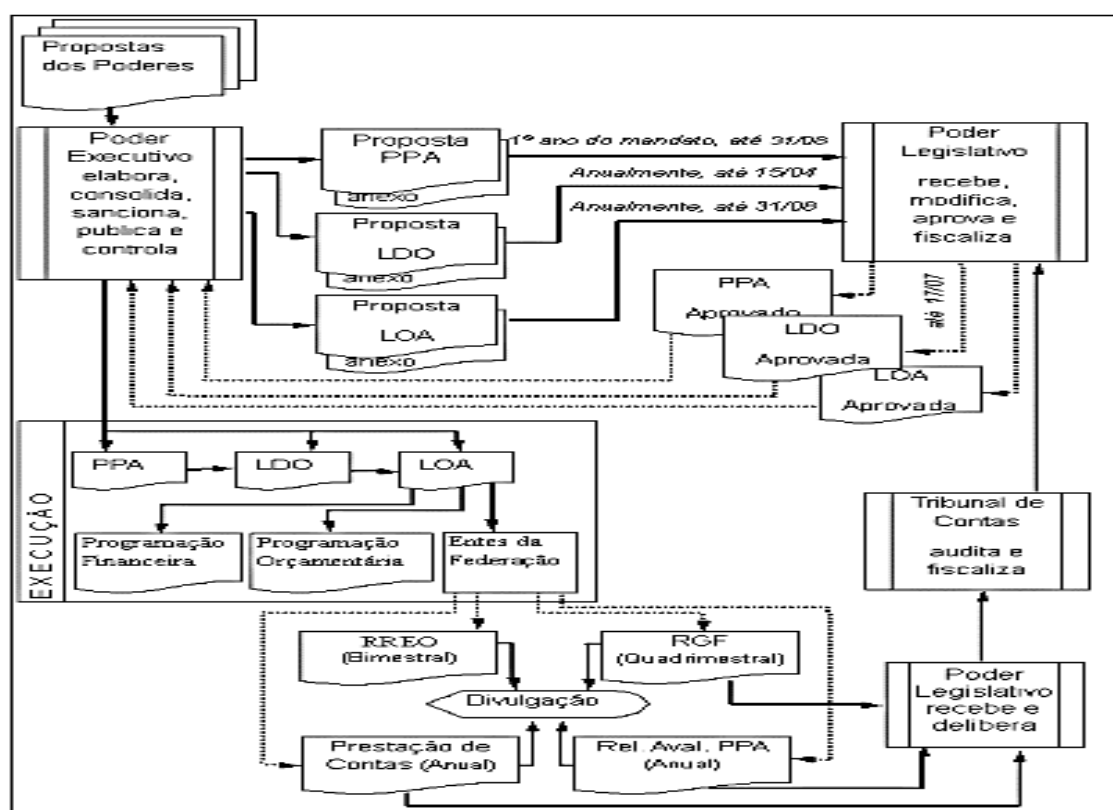 Propostas
dos Poderes
Poder
Executivo
elabora,
consolida,
sanciona,
publica e
controla
Proposta
PPA
anexo
Proposta
LDO
anexo
Proposta
LOA
anexo
1º ano do mandato, até 31/08
Anualmente, até 15/04
Anualmente, até 31/08
Poder
Legislativo
recebe,
modifica,
aprova e
fiscaliza
até 17/07
PPA
Aprovado
LDO
Aprovada
LOA
Aprovada
EXECUÇÃO
PPA
LDO
LOA
Programação
Financeira
Programação
Orçamentária
Entes da
Federação
Tribunal de
Contas
audita e
fiscaliza
RREO
(Bimestral)
RGF
(Quadrimestral)
Divulgação
Prestação de
Contas (Anual)
Rel. Aval. PPA
(Anual)
Poder
Legislativo
recebe e
delibera